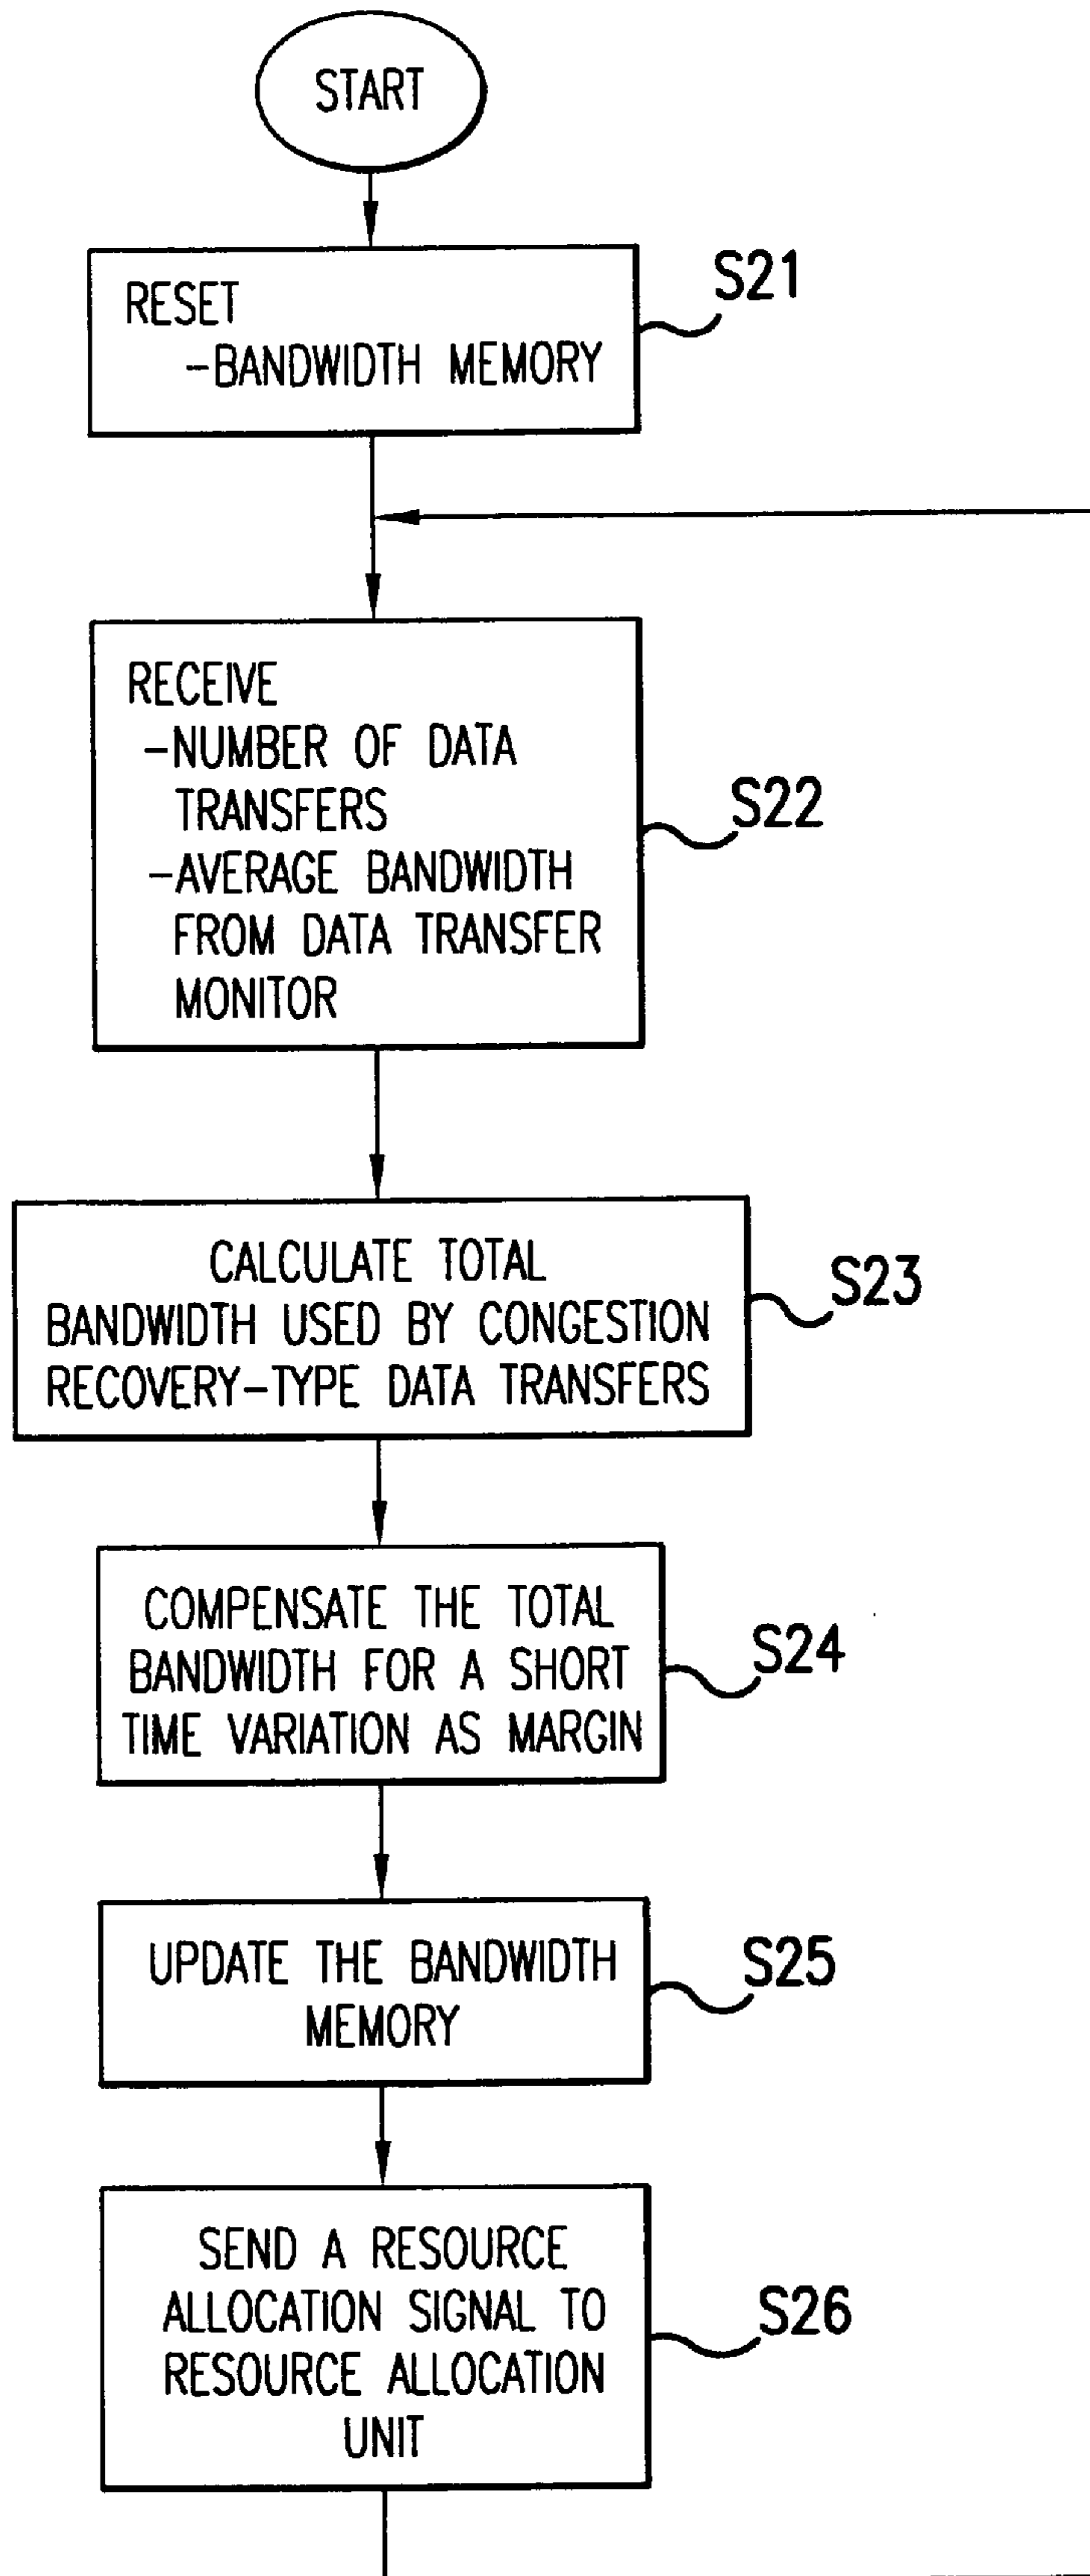 START
RESET
-BANDWIDTH MEMORY
S21
RECEIVE
-NUMBER OF DATA
TRANSFERS
-AVERAGE BANDWIDTH
FROM DATA TRANSFER
MONITOR
S22
CALCULATE TOTAL
BANDWIDTH USED BY CONGESTION
RECOVERY-TYPE DATA TRANSFERS
S23
COMPENSATE THE TOTAL
BANDWIDTH FOR A SHORT
TIME VARIATION AS MARGIN
S24
UPDATE THE BANDWIDTH
MEMORY
S25
SEND A RESOURCE
ALLOCATION SIGNAL TO
RESOURCE ALLOCATION
UNIT
S26